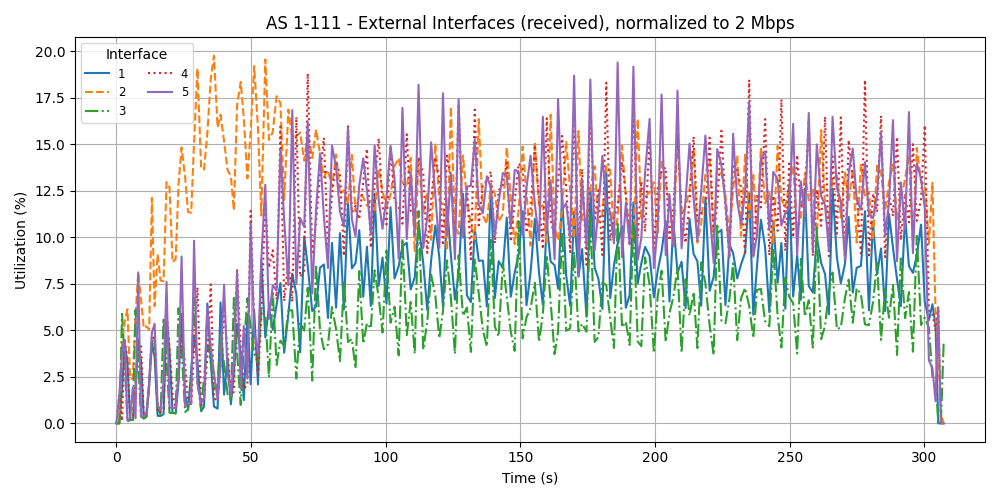 AS 1-111 - External Interfaces (received), normalized to 2 Mbps
Interface
1
2
3
4
5
Utilization (%)
20.0
17.5
15.0
12.5
10.0
7.5
5.0
2.5
0.0
0 50 100 150 200 250 300
Time (s)